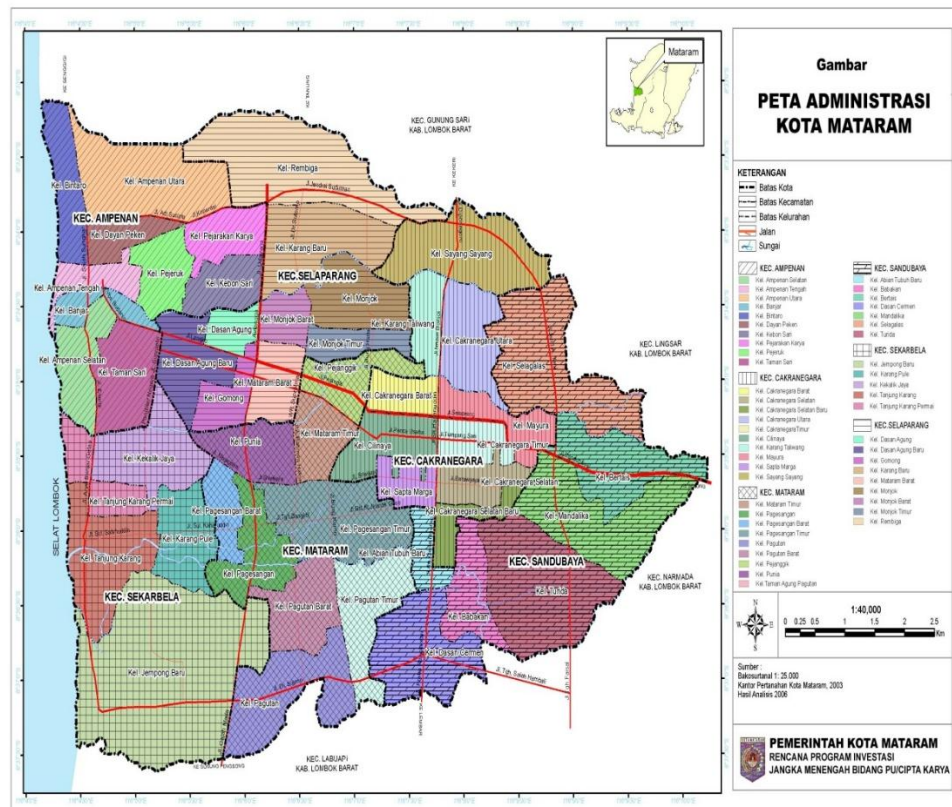 Gambar
PETA ADMINISTRASI
KOTA MATARAM
KETERANGAN
Batas Kota
Batas Kecamatan
Batas Kelurahan
Jalan
Sungai
KEC. AMPENAN
Kel. Ampenan Selatan
Kel. Ampenan Tengah
Kel. Ampenan Utara
Kel. Banjar
Kel. Bintaro
Kel. Dayan Peken
Kel. Kebon Sari
Kel. Pejarakan Karya
Kel. Pejeruk
Kel. Taman Sari
KEC. CAKRANEGARA
Kel. Cakranegara Barat
Kel. Cakranegara Selatan
Kel. Cakranegara Selatan Baru
Kel. Cakranegara Utara
Kel. CakranegaraTimur
Kel. Cilinaya
Kel. Karang Taliwang
Kel. Mayura
Kel. Sapta Marga
Kel. Sayang Sayang
KEC. MATARAM
Kel. Mataram Timur
Kel. Pagesangan
Kel. Pagesangan Barat
Kel. Pagesangan Timur
Kel. Pagutan
Kel. Pagutan Barat
Kel. Pejanggik
Kel. Punia
Kel.Taman Agung Pagutan
KEC. SANDUBAYA
Kel. Abian Tubuh Baru
Kel. Babakan
Kel. Bertais
Kel. Dasan Cermen
Kel. Mandalika
Kel. Selagalas
Kel. Turida
KEC. SEKARBELA
Kel. Jempong Baru
Kel. Karang Pule
Kel. Kekalik Jaya
Kel. Tanjung Karang
Kel. Tanjung Karang Permai
KEC.SELAPARANG
Kel. Dasan Agung
Kel. Dasan Agung Baru
Kel. Gomong
Kel. Karang Baru
Kel. Mataram Barat
Kel. Monjok
Kel. Monjok Barat
Kel. Monjok Timur
Kel. Rembiga
1:40,000
0 0.25 0.5 1 1.5 2 2.5
Km
Sumber :
Bakosurtanal 1: 25.000
Kantor Pertanahan Kota Mataram, 2003
Hasil Analisis 2006
PEMERINTAH KOTA MATARAM
RENCANA PROGRAM INVESTASI
JANGKA MENENGAH BIDANG PU/CIPTA KARYA
Mataram
KEC. GUNUNG SARI
KAB. LOMBOK BARAT
Kel. Rembiga
Kel. Bintaro
Kel. Ampenan Utara
KEC. AMPENAN
Kel. Dayan Peken
Kel. Pejarakan Karya
Kel. Karang Baru
Kel. Sayang Sayang
Kel. Pejeruk
Kel. Kebon Sari
KEC.SELAPARANG
Kel. Ampenan Tengah
Kel. Banjar
Kel. Monjok
Kel. Dasan Agung
Kel. Monjok Barat
Kel. Karang Taliwang
Kel. Cakranegara Utara
KEC. LINGSAR
KAB. LOMBOK BARAT
Kel. Monjok Timur
Kel. Ampenan Selatan
Kel. Taman Sari
Kel. Dasan Agung Baru
Kel. Pejanggik
Kel. Selagalas
Kel. Mataram Barat
Kel. Cakranegara Barat
Kel. Gomong
Kel. Mayura
Kel. Punia
Kel. Mataram Timur
Kel. Cilinaya
Kel. Cakranegara Timur
Kel. Kekalik Jaya
KEC. CAKRANEGARA
Kel. Bertais
Kel. Sapta Marga
Kel. Cakranegara Selatan
Kel. Tanjung Karang Permai
Kel. Pagesangan Barat
Kel. Cakranegara Selatan Baru
Kel. Mandalika
SELAT LOMBOK
Kel. Karang Pule
Kel. Pagesangan Timur
KEC. MATARAM
Kel. Abian Tubuh Baru
Kel. Tanjung Karang
Kel. Pagesangan
KEC. SANDUBAYA
KEC. NARMADA
KAB. LOMBOK BARAT
KEC. SEKARBELA
Kel. Pagutan Barat
Kel. Pagutan Timur
Kel. Turida
Kel. Babakan
Kel. Dasan Cermen
Kel. Jempong Baru
Jl. Tgh. Saleh Hambali
Kel. Pagutan
KEC. LABUAPI
KAB. LOMBOK BARAT